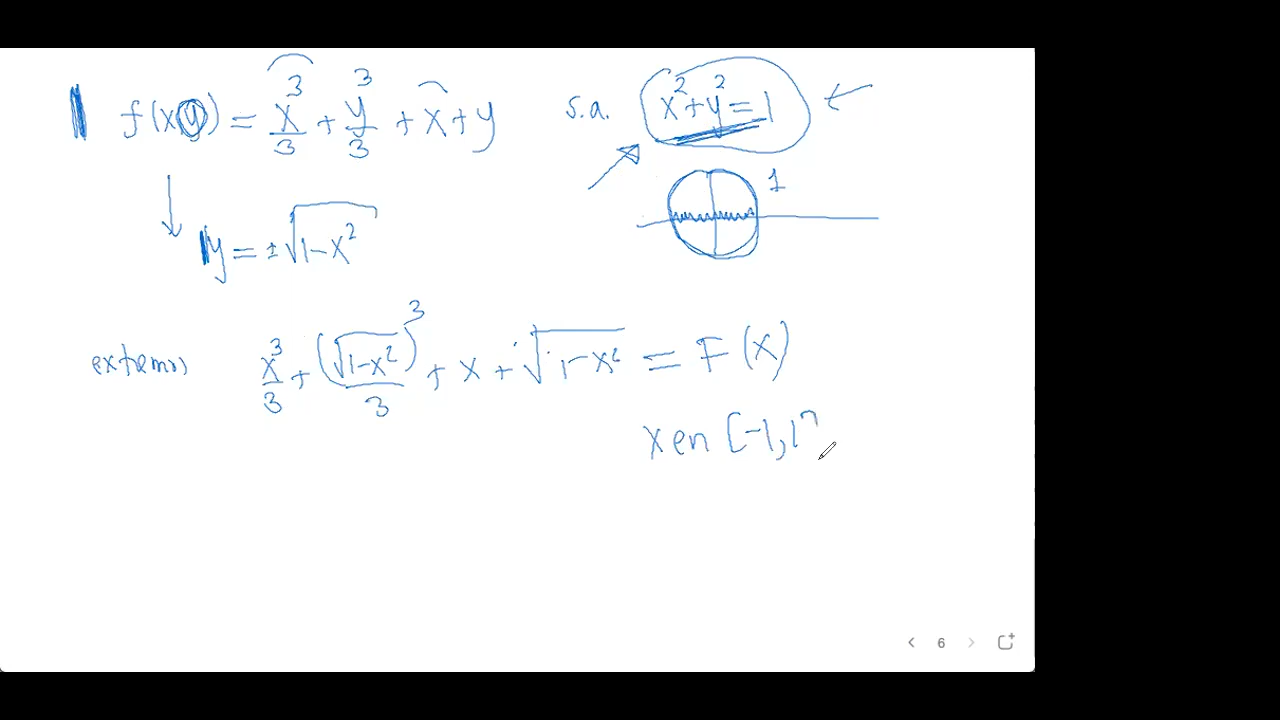 f(x,y) = x³/3 + y³/3 + x + y s.a. x² + y² = 1
1
y = ±√(1-x²)
extremos x³/3 + (√(1-x²))³/3 + x + √(1-x²) = F(x)
x en [-1,1]
6